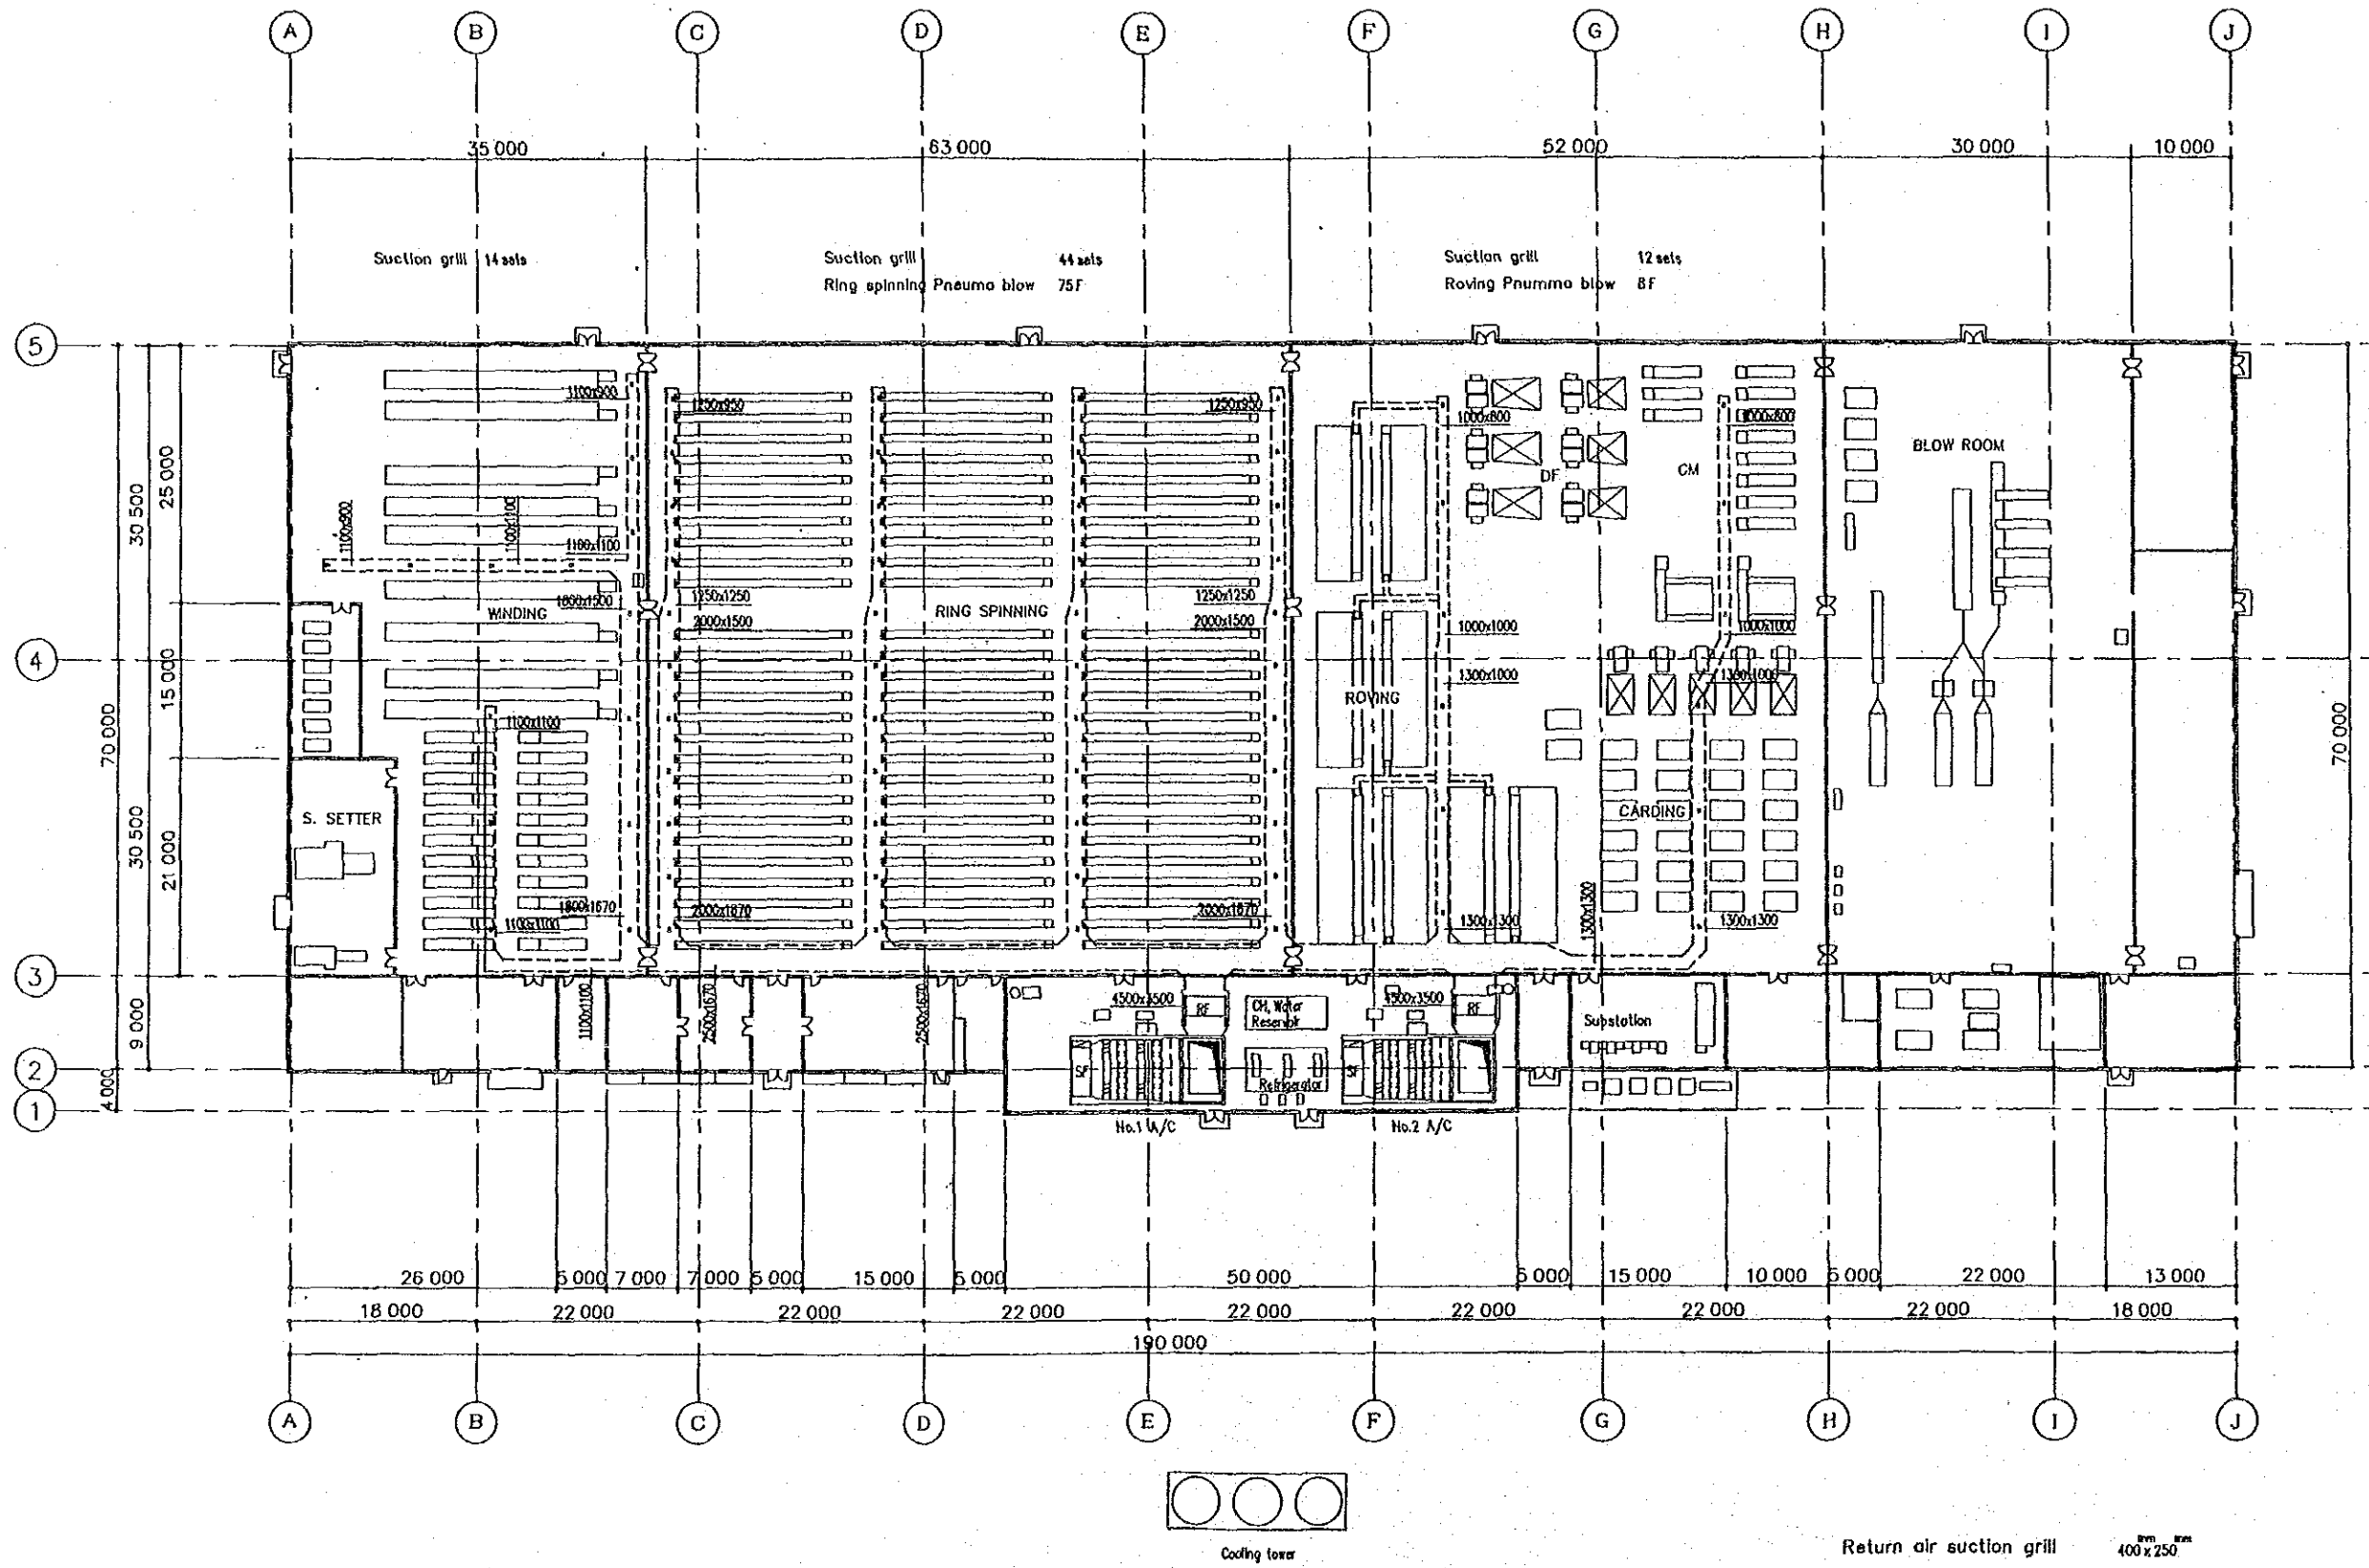 A B C D E F G H I J
35 000 63 000 52 000 30 000 10 000
Suction grill 14 sets
Suction grill 44 sets
Ring spinning Pneumo blow 75F
Suction grill 12 sets
Roving Pnummo blow 8F
5
1100x900
1250x950
1250x950
1000x800
1000x800
25 000
30 500
BLOW ROOM
DF
CM
1100x900
1100x1100
1100x1100
1800x1500
1250x1250
1250x1250
WINDING
RING SPINNING
2000x1500
2000x1500
1000x1000
1000x1000
4
15 000
1300x1000
1300x1000
ROVING
70 000
70 000
1100x1100
S. SETTER
CARDING
30 500
21 000
1800x1670
2000x1670
2000x1670
1100x1100
1300x1300
1300x1300
1300x1300
3
1100x1100
2500x1670
2500x1670
4500x3500
RF
CH, Water
Reservoir
4500x3500
RF
Substation
9 000
2
SF
Refrigerator
SF
4 000
1
No.1 A/C
No.2 A/C
26 000 5 000 7 000 7 000 5 000 15 000 5 000 50 000 5 000 15 000 10 000 5 000 22 000 13 000
18 000 22 000 22 000 22 000 22 000 22 000 22 000 22 000 18 000
190 000
A B C D E F G H I J
Cooling tower
Return air suction grill 400 x 250
mm mm